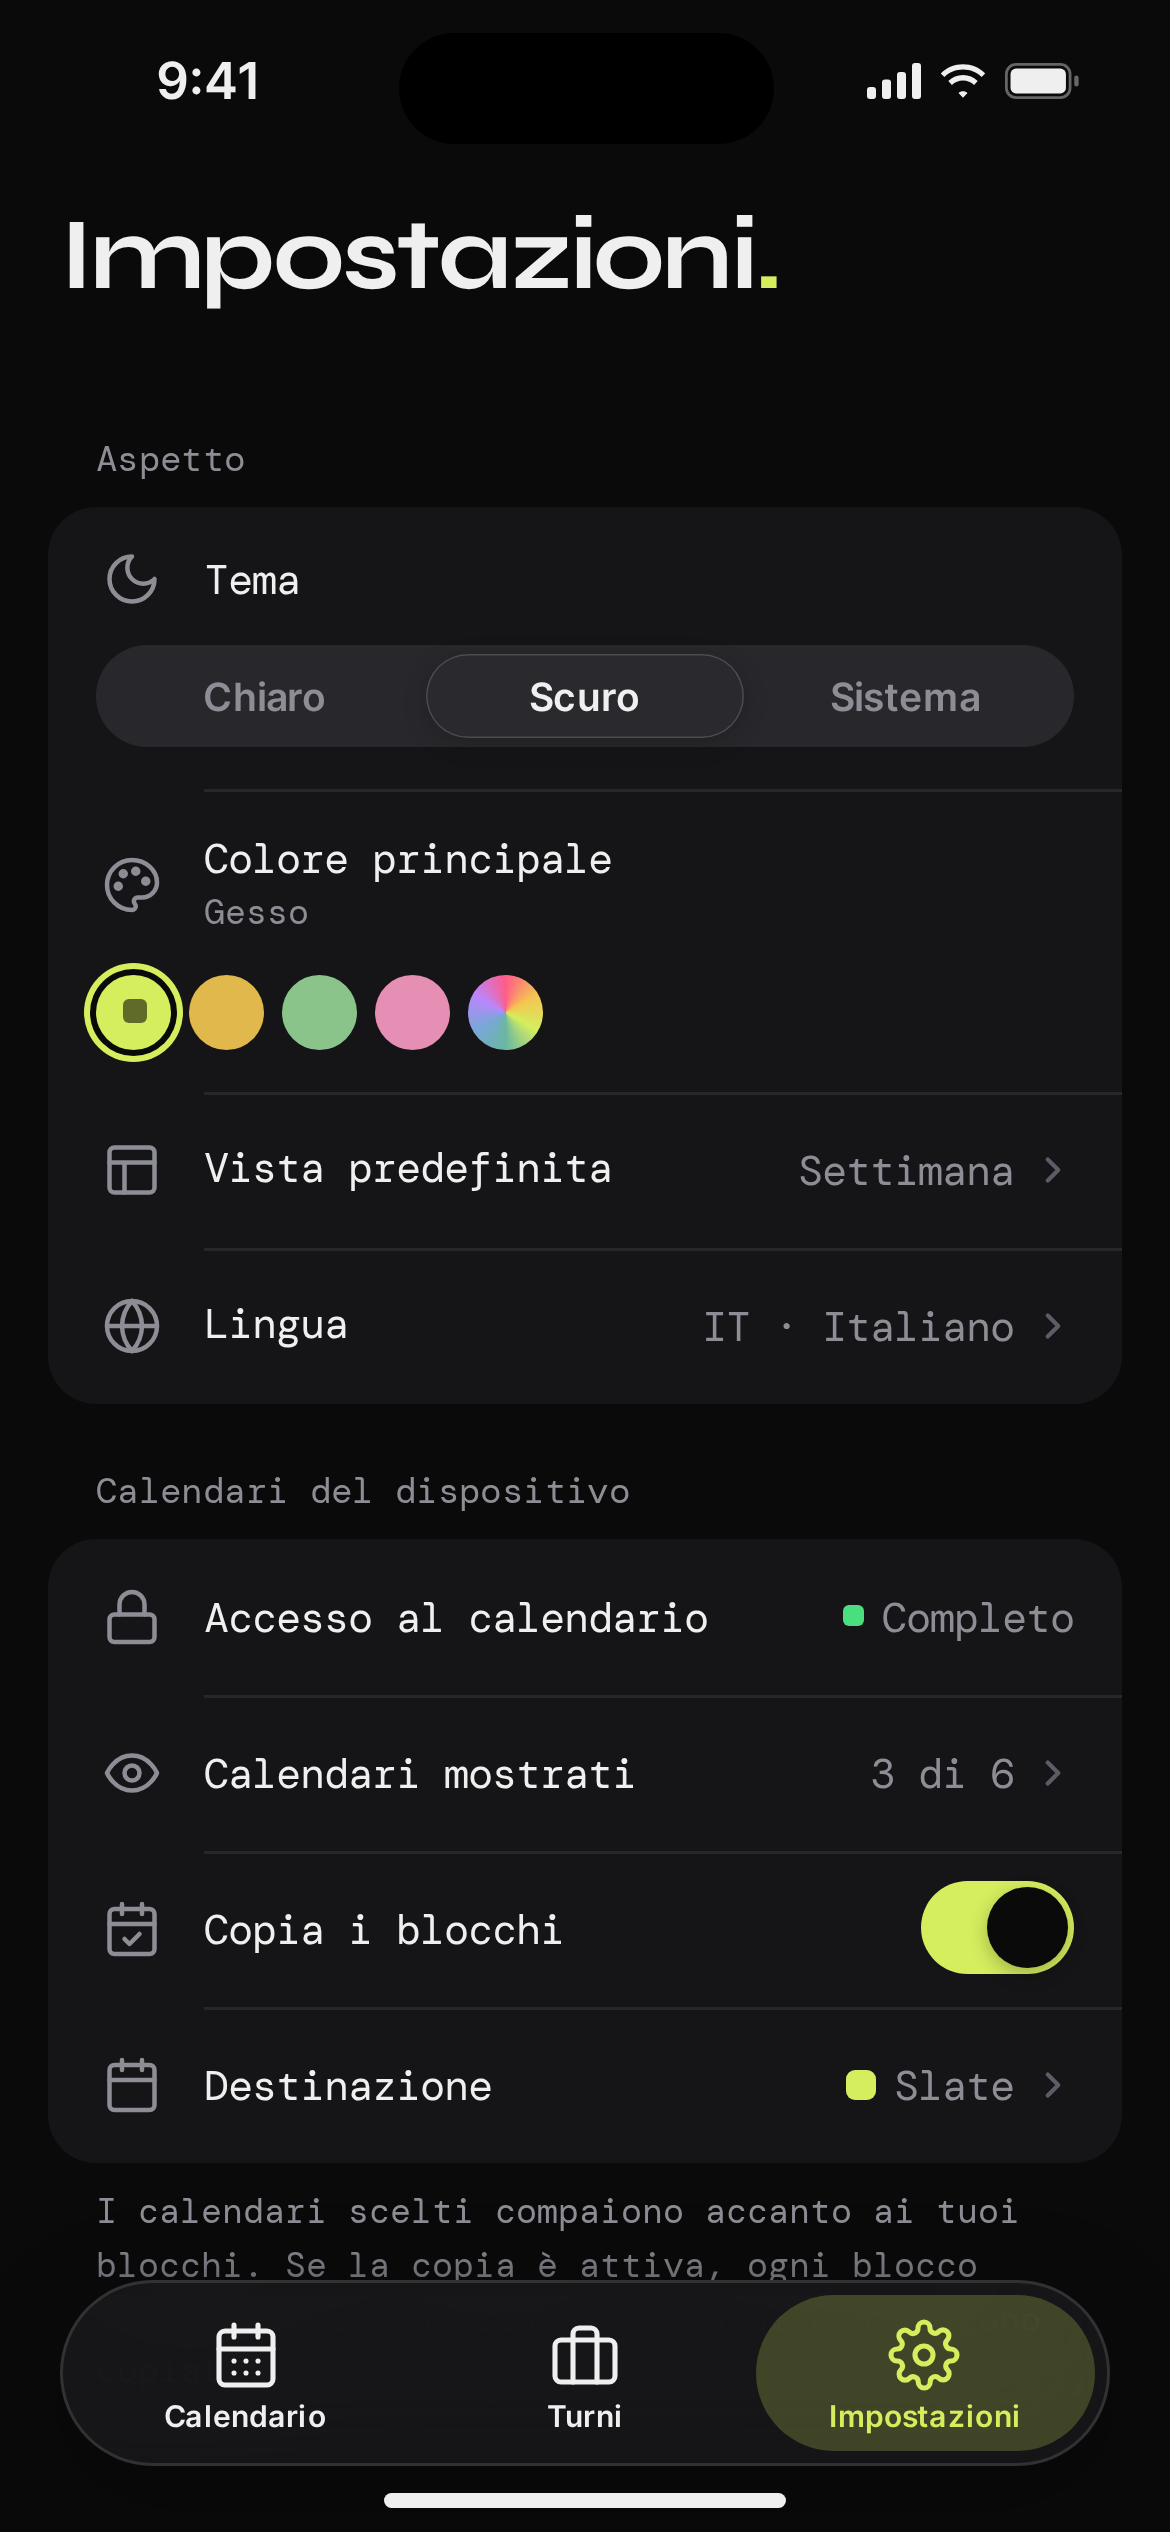 9:41
Impostazioni.
Aspetto
Tema
Chiaro
Scuro
Sistema
Colore principale
Gesso
Vista predefinita
Settimana
Lingua
IT · Italiano
Calendari del dispositivo
Accesso al calendario
Completo
Calendari mostrati
3 di 6
Copia i blocchi
Destinazione
Slate
I calendari scelti compaiono accanto ai tuoi
blocchi. Se la copia è attiva, ogni blocco
Calendario
Turni
Impostazioni